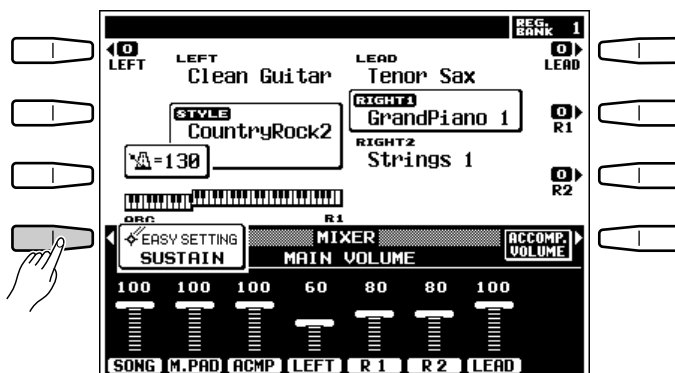 REG. BANK 1
0 LEFT
LEFT
Clean Guitar
LEAD
Tenor Sax
0 LEAD
STYLE
CountryRock2
RIGHT1
GrandPiano 1
0 R1
=130
RIGHT2
Strings 1
0 R2
ABC
R1
EASY SETTING
SUSTAIN
MIXER
MAIN VOLUME
ACCOMP. VOLUME
100 100 100 60 80 80 100
SONG M.PAD ACMP LEFT R 1 R 2 LEAD